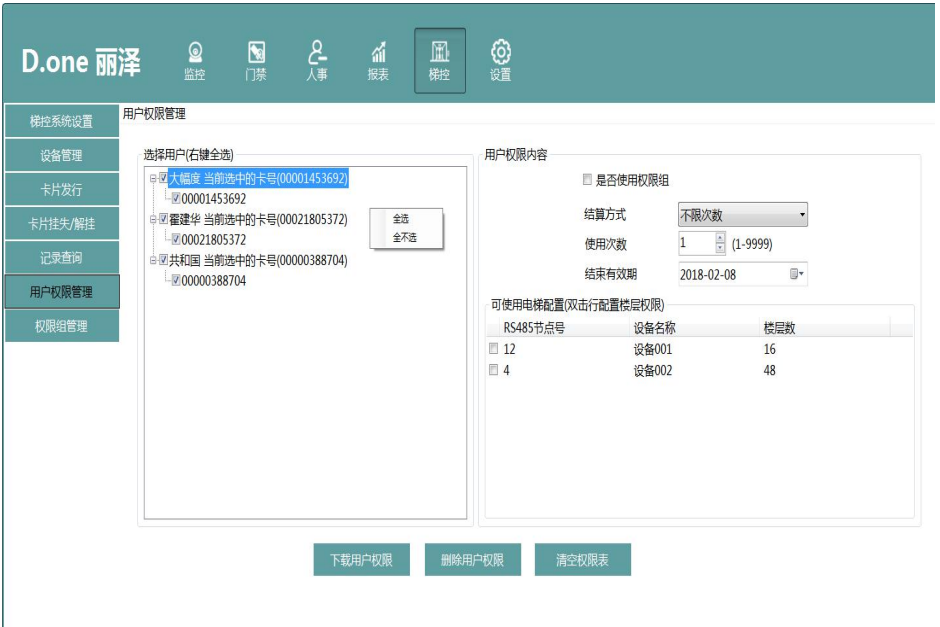 D.one 丽泽
监控
门禁
人事
报表
梯控
设置
梯控系统设置
设备管理
卡片发行
卡片挂失/解挂
记录查询
用户权限管理
权限组管理
用户权限管理
选择用户(右键全选)
大幅度 当前选中的卡号(00001453692)
00001453692
霍建华 当前选中的卡号(00021805372)
00021805372
共和国 当前选中的卡号(00000388704)
00000388704
全选
全不选
用户权限内容
是否使用权限组
结算方式 不限次数
使用次数 1 (1-9999)
结束有效期 2018-02-08
可使用电梯配置(双击行配置楼层权限)
RS485节点号 设备名称 楼层数
12 设备001 16
4 设备002 48
下载用户权限 删除用户权限 清空权限表